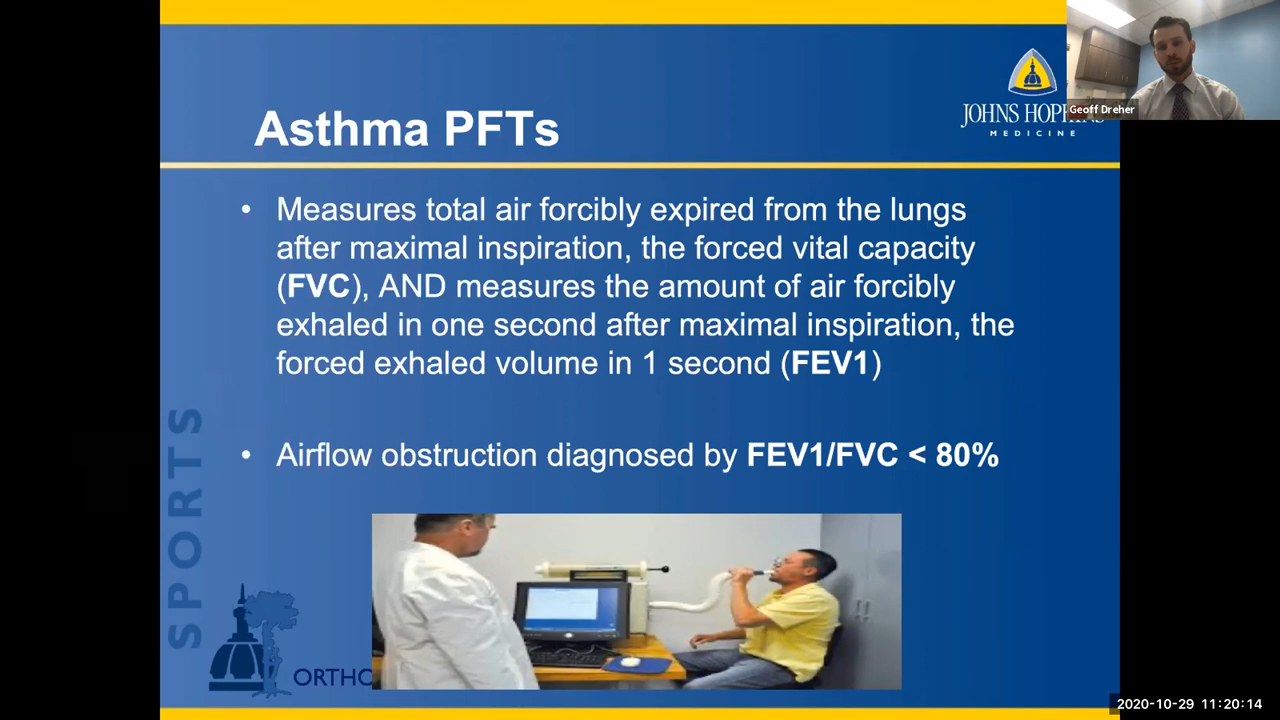 Asthma PFTs
JOHNS
MEDICINE
Geoff Dreher
• Measures total air forcibly expired from the lungs
after maximal inspiration, the forced vital capacity
(FVC), AND measures the amount of air forcibly
exhaled in one second after maximal inspiration, the
forced exhaled volume in 1 second (FEV1)
• Airflow obstruction diagnosed by FEV1/FVC < 80%
SPORTS
ORTHO
2020-10-29 11:20:14